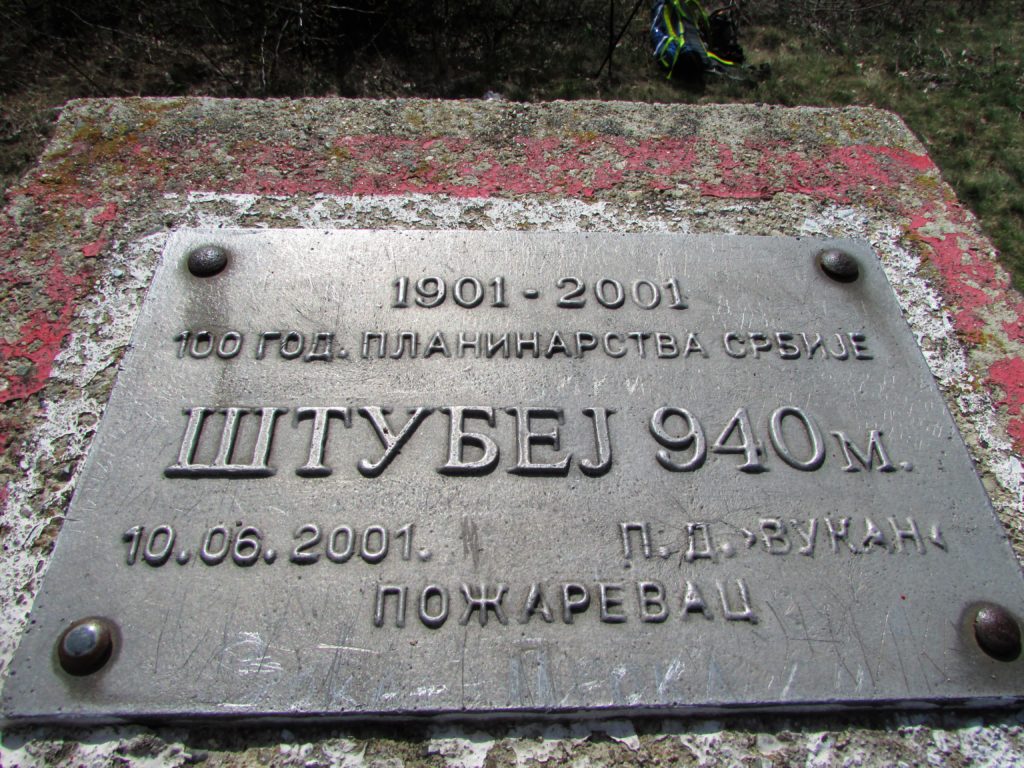 1901 - 2001
100 ГОД. ПЛАНИНАРСТВА СРБИЈЕ
ШТУБЕЈ 940 м.
10.06.2001. П.Д. ›ВУКАН‹
ПОЖАРЕВАЦ